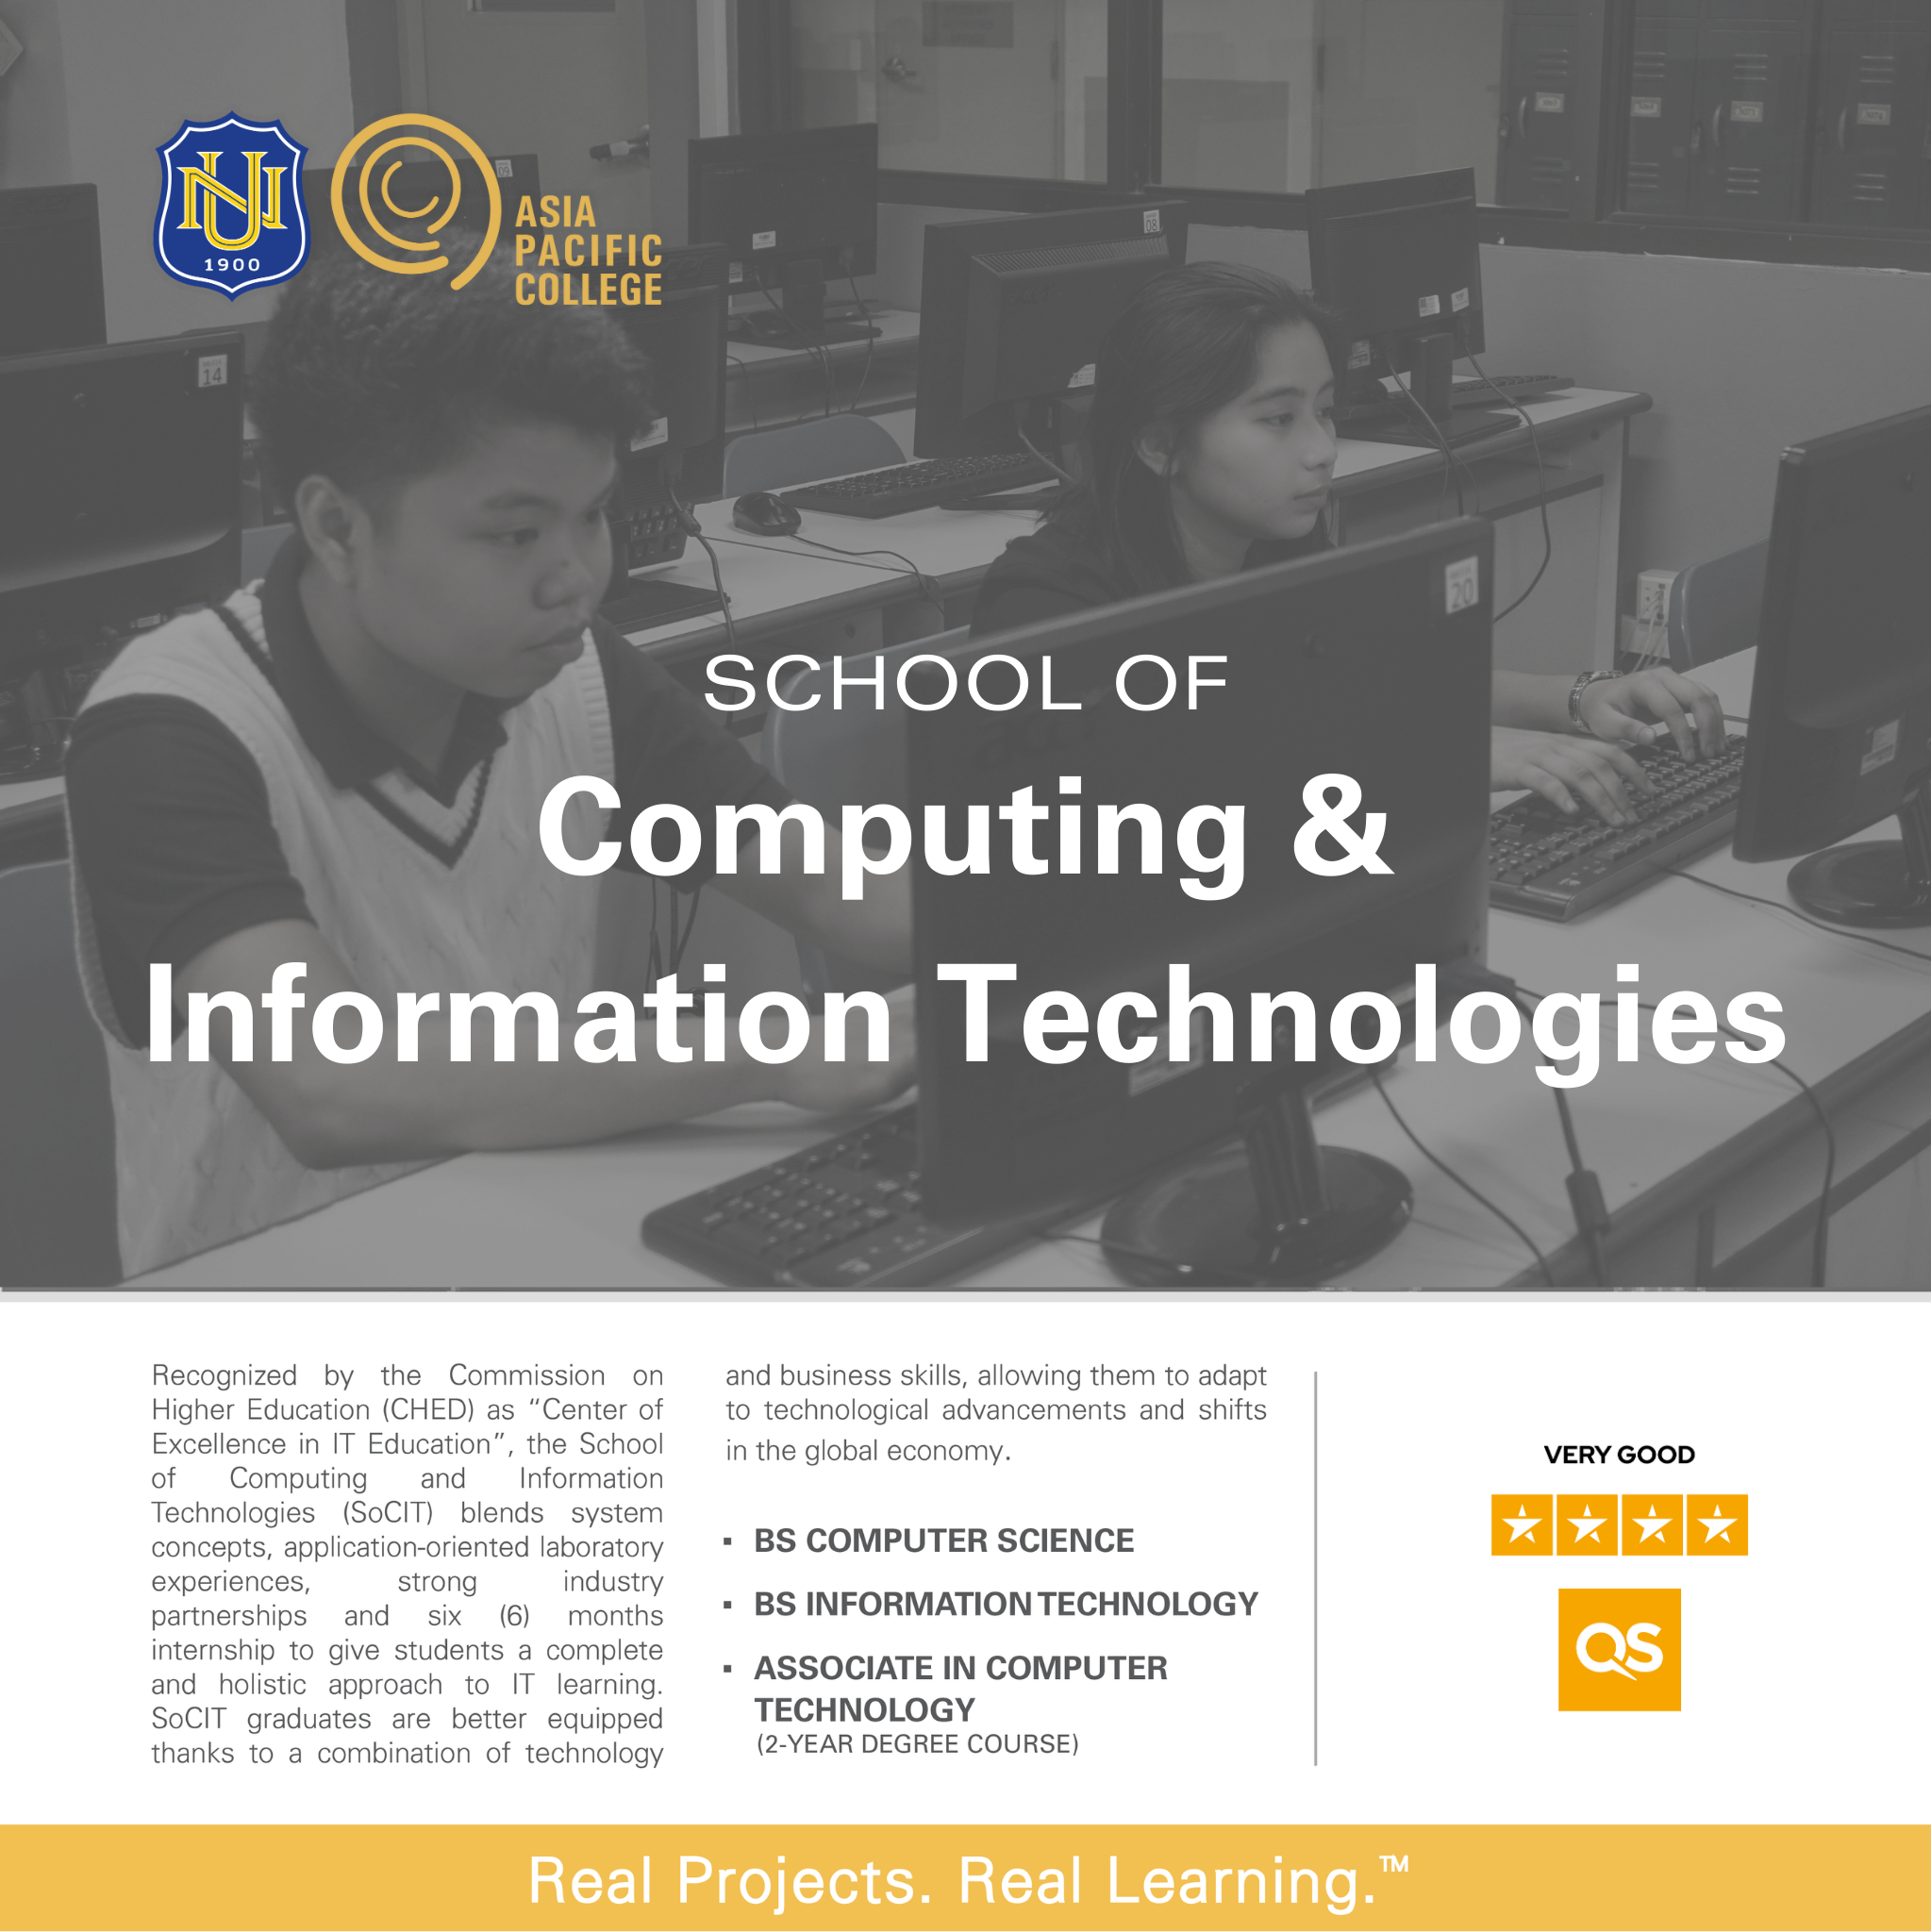 NU
1900
ASIA
PACIFIC
COLLEGE
14
09
08
20
SCHOOL OF
Computing &
Information Technologies
Recognized by the Commission on
Higher Education (CHED) as “Center of
Excellence in IT Education”, the School
of Computing and Information
Technologies (SoCIT) blends system
concepts, application-oriented laboratory
experiences, strong industry
partnerships and six (6) months
internship to give students a complete
and holistic approach to IT learning.
SoCIT graduates are better equipped
thanks to a combination of technology
and business skills, allowing them to adapt
to technological advancements and shifts
in the global economy.
▪ BS COMPUTER SCIENCE
▪ BS INFORMATION TECHNOLOGY
▪ ASSOCIATE IN COMPUTER
TECHNOLOGY
(2-YEAR DEGREE COURSE)
VERY GOOD
QS
Real Projects. Real Learning.™